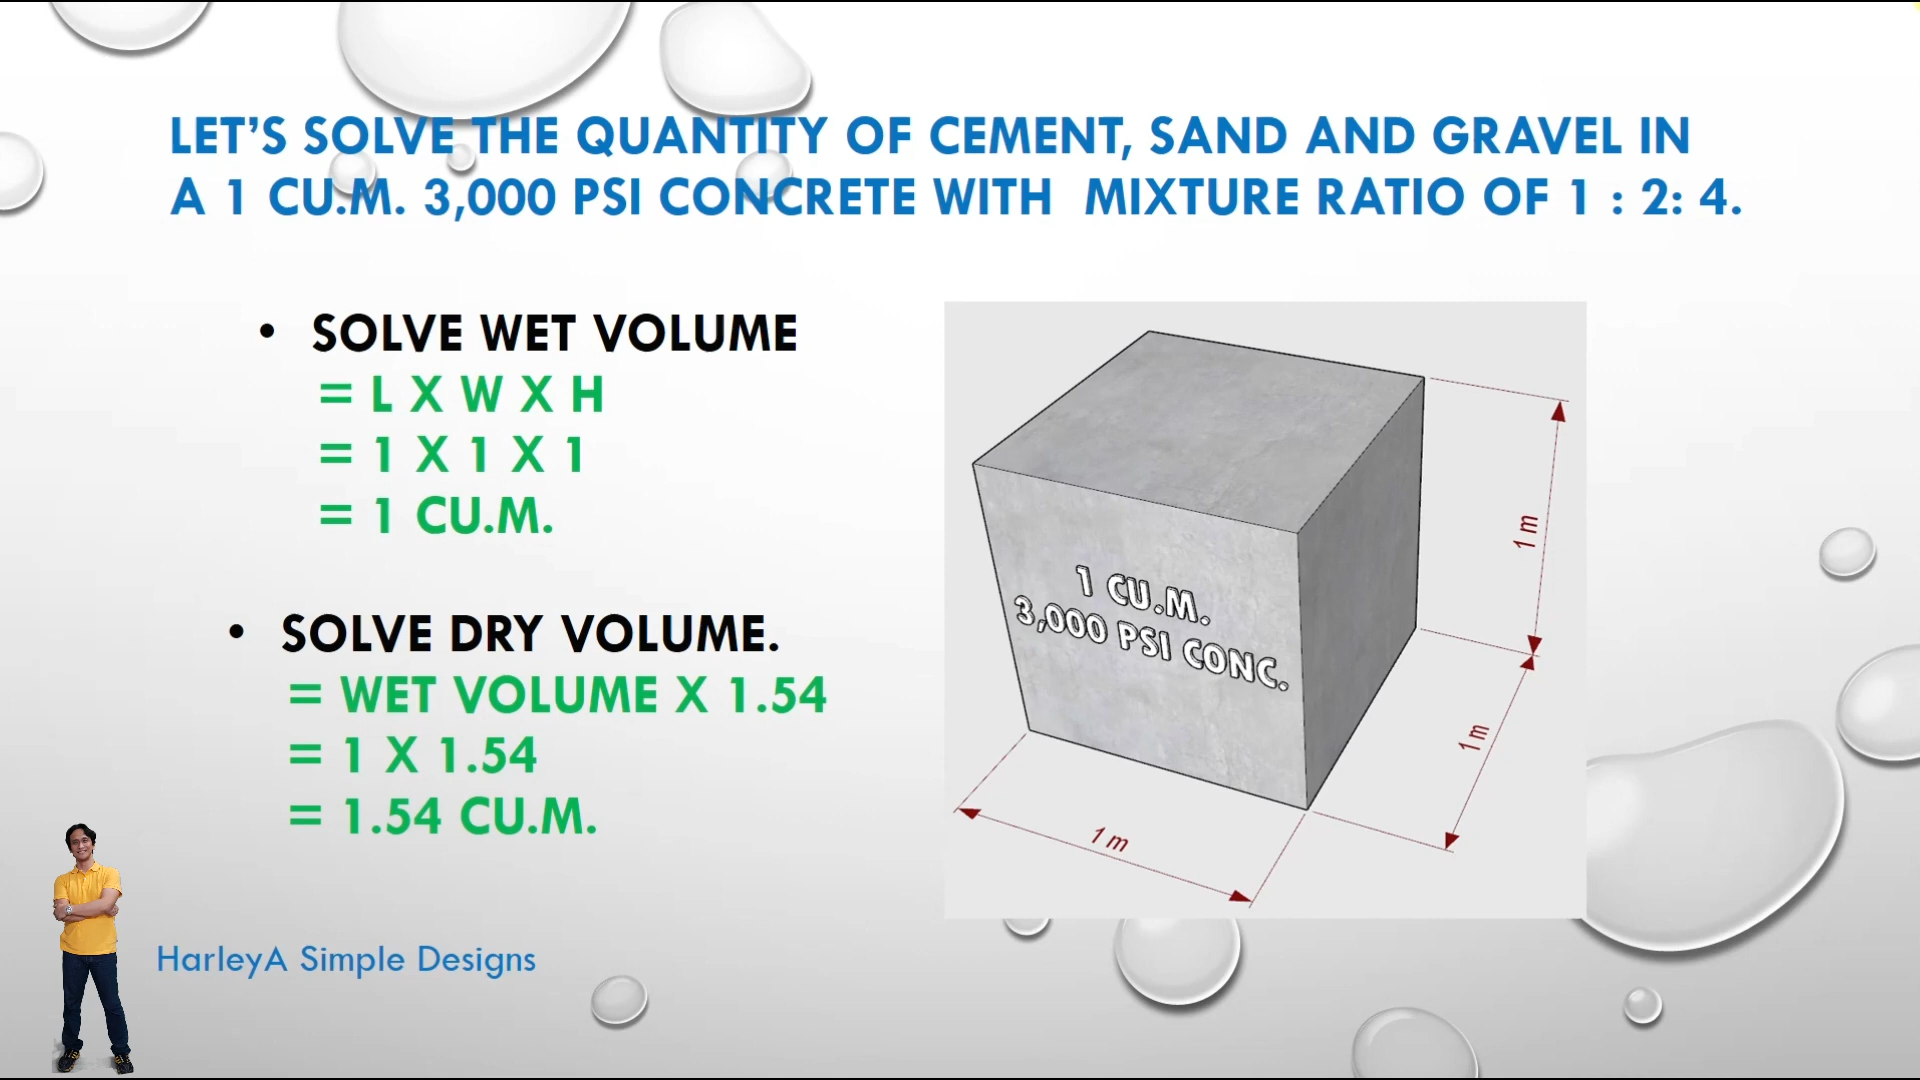 LET’S SOLVE THE QUANTITY OF CEMENT, SAND AND GRAVEL IN
A 1 CU.M. 3,000 PSI CONCRETE WITH MIXTURE RATIO OF 1 : 2: 4.
• SOLVE WET VOLUME
= L X W X H
= 1 X 1 X 1
= 1 CU.M.
• SOLVE DRY VOLUME.
= WET VOLUME X 1.54
= 1 X 1.54
= 1.54 CU.M.
1 CU.M.
3,000 PSI CONC.
1 m
1 m
1 m
HarleyA Simple Designs